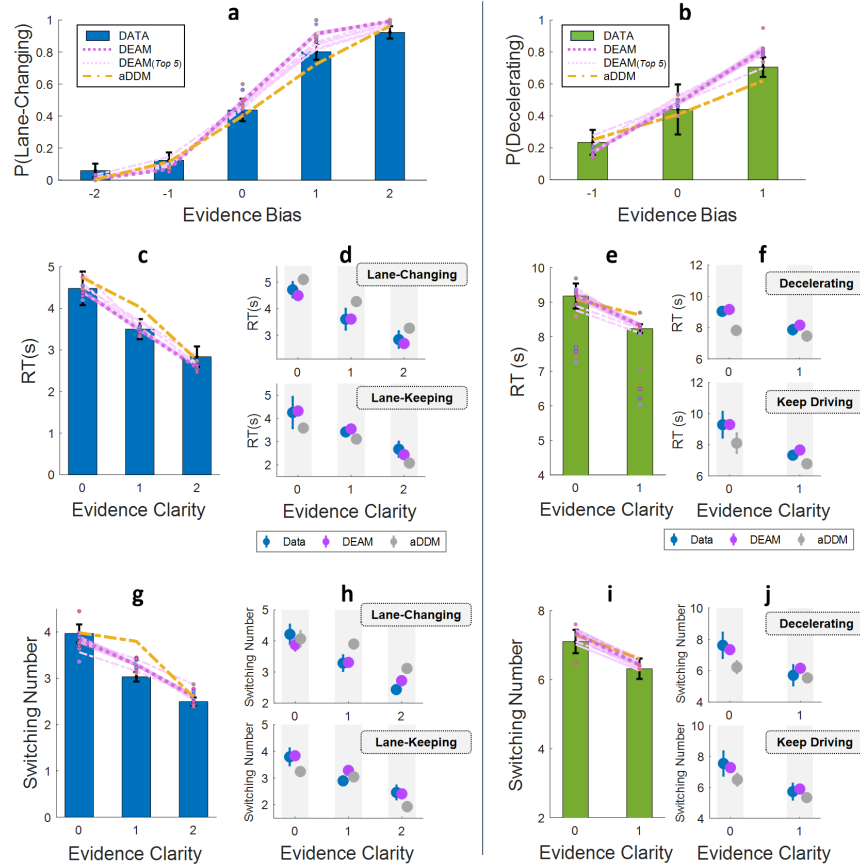 a
P(Lane-Changing)
1
0.8
0.6
0.4
0.2
0
DATA
DEAM
DEAM(Top 5)
aDDM
-2 -1 0 1 2
Evidence Bias
b
P(Decelerating)
1
0.8
0.6
0.4
0.2
0
DATA
DEAM
DEAM(Top 5)
aDDM
-1 0 1
Evidence Bias
c
RT(s)
5
4
3
2
1
0
0 1 2
Evidence Clarity
d
Lane-Changing
RT(s)
5
4
3
0 1 2
Lane-Keeping
RT(s)
5
4
3
2
0 1 2
Evidence Clarity
e
RT (s)
10
9
8
7
6
5
4
0 1
Evidence Clarity
f
Decelerating
RT (s)
12
10
8
6
0 1
Keep Driving
RT (s)
12
10
8
6
0 1
Evidence Clarity
Data DEAM aDDM
Data DEAM aDDM
g
Switching Number
4
3
2
1
0
0 1 2
Evidence Clarity
h
Lane-Changing
Switching Number
5
4
3
2
0 1 2
Lane-Keeping
Switching Number
5
4
3
2
0 1 2
Evidence Clarity
i
Switching Number
8
6
4
2
0 1
Evidence Clarity
j
Decelerating
Switching Number
10
8
6
4
0 1
Keep Driving
Switching Number
10
8
6
4
0 1
Evidence Clarity